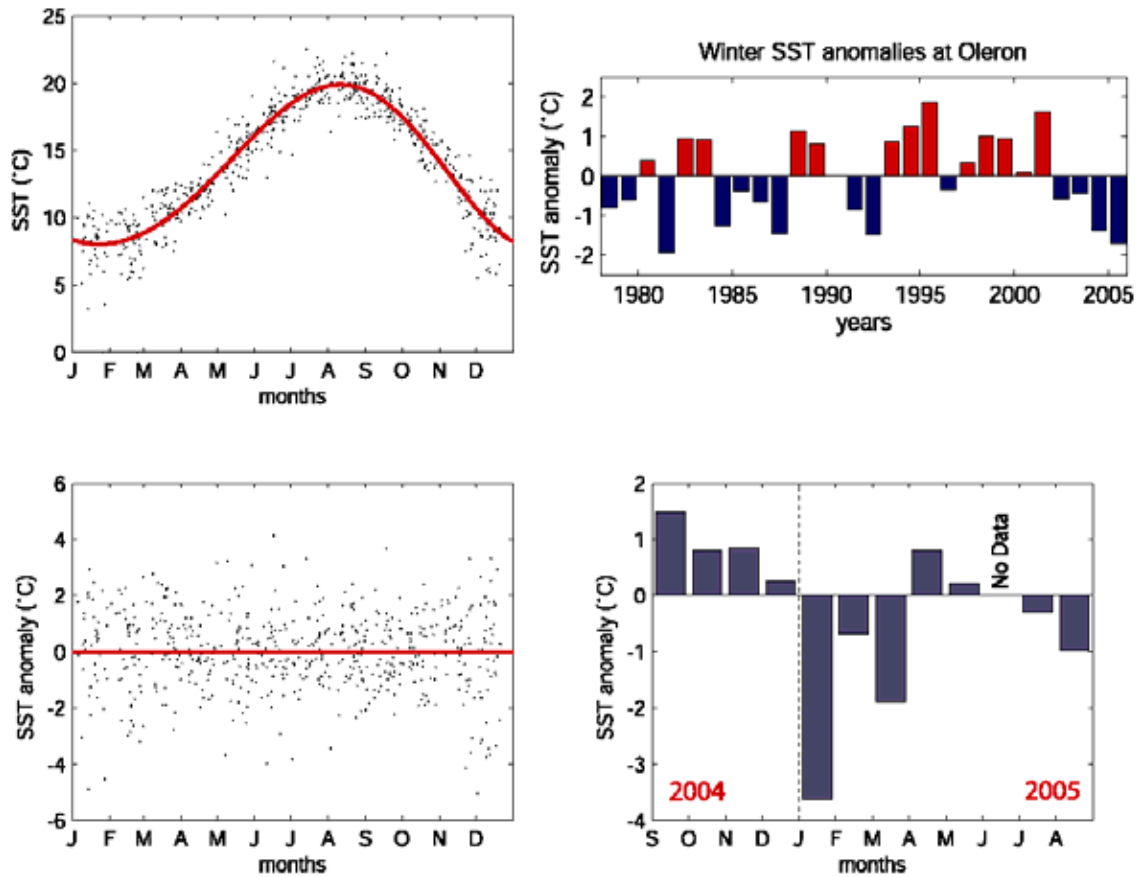 25
20
15
10
5
0
SST (°C)
J F M A M J J A S O N D
months
Winter SST anomalies at Oleron
2
1
0
-1
-2
SST anomaly (°C)
1980 1985 1990 1995 2000 2005
years
6
4
2
0
-2
-4
-6
SST anomaly (°C)
J F M A M J J A S O N D
months
2
1
0
-1
-2
-3
-4
SST anomaly (°C)
No Data
2004 2005
S O N D J F M A M J J A
months